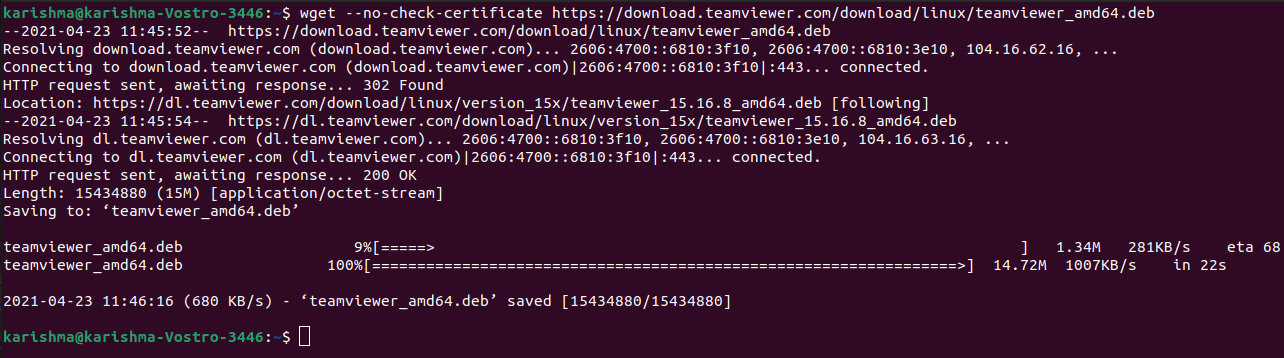 karishma@karishma-Vostro-3446:~$ wget --no-check-certificate https://download.teamviewer.com/download/linux/teamviewer_amd64.deb
--2021-04-23 11:45:52--  https://download.teamviewer.com/download/linux/teamviewer_amd64.deb
Resolving download.teamviewer.com (download.teamviewer.com)... 2606:4700::6810:3f10, 2606:4700::6810:3e10, 104.16.62.16, ...
Connecting to download.teamviewer.com (download.teamviewer.com)|2606:4700::6810:3f10|:443... connected.
HTTP request sent, awaiting response... 302 Found
Location: https://dl.teamviewer.com/download/linux/version_15x/teamviewer_15.16.8_amd64.deb [following]
--2021-04-23 11:45:54--  https://dl.teamviewer.com/download/linux/version_15x/teamviewer_15.16.8_amd64.deb
Resolving dl.teamviewer.com (dl.teamviewer.com)... 2606:4700::6810:3f10, 2606:4700::6810:3e10, 104.16.63.16, ...
Connecting to dl.teamviewer.com (dl.teamviewer.com)|2606:4700::6810:3f10|:443... connected.
HTTP request sent, awaiting response... 200 OK
Length: 15434880 (15M) [application/octet-stream]
Saving to: ‘teamviewer_amd64.deb’
teamviewer_amd64.deb                   9%[=====>                                                                  ]   1.34M   281KB/s    eta 68
teamviewer_amd64.deb                100%[=================================================================>]  14.72M  1007KB/s    in 22s
2021-04-23 11:46:16 (680 KB/s) - ‘teamviewer_amd64.deb’ saved [15434880/15434880]
karishma@karishma-Vostro-3446:~$